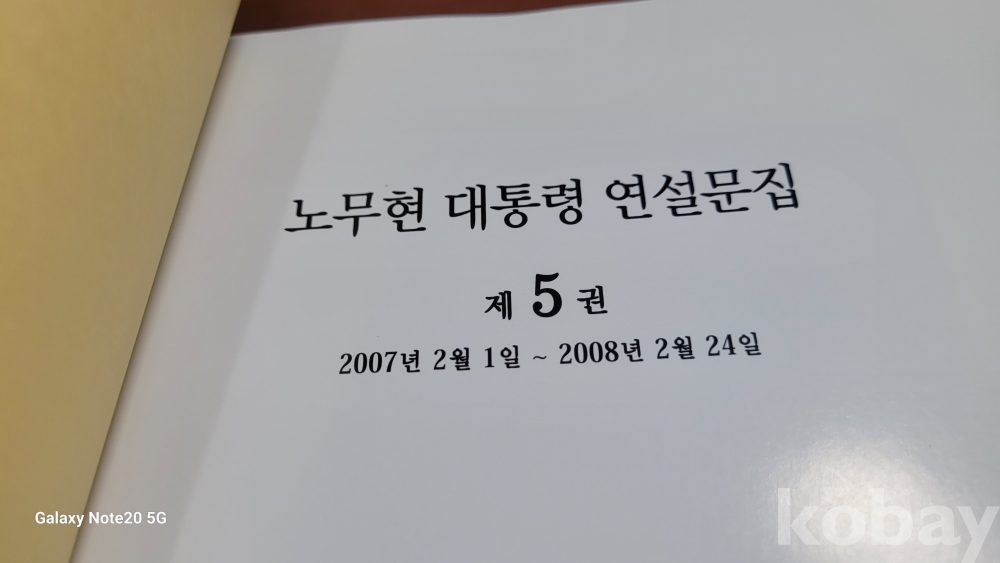 노무현 대통령 연설문집
제 5 권
2007년 2월 1일 ~ 2008년 2월 24일
Galaxy Note20 5G
kobay